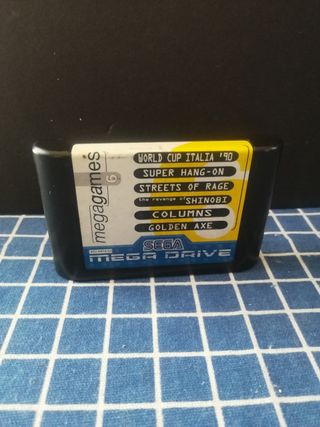 megagames
6
WORLD CUP ITALIA '90
SUPER HANG-ON
STREETS OF RAGE
the revenge of SHINOBI
COLUMNS
GOLDEN AXE
SEGA
MEGA DRIVE